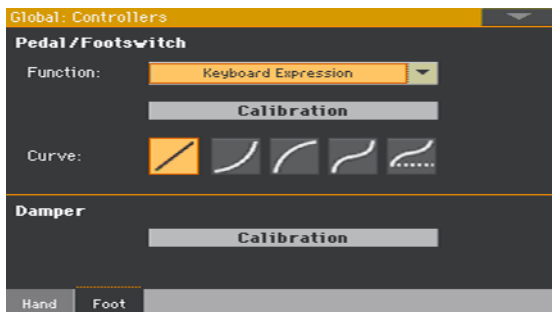 Global: Controllers
Pedal/Footswitch
Function: Keyboard Expression
Calibration
Curve:
Damper
Calibration
Hand Foot